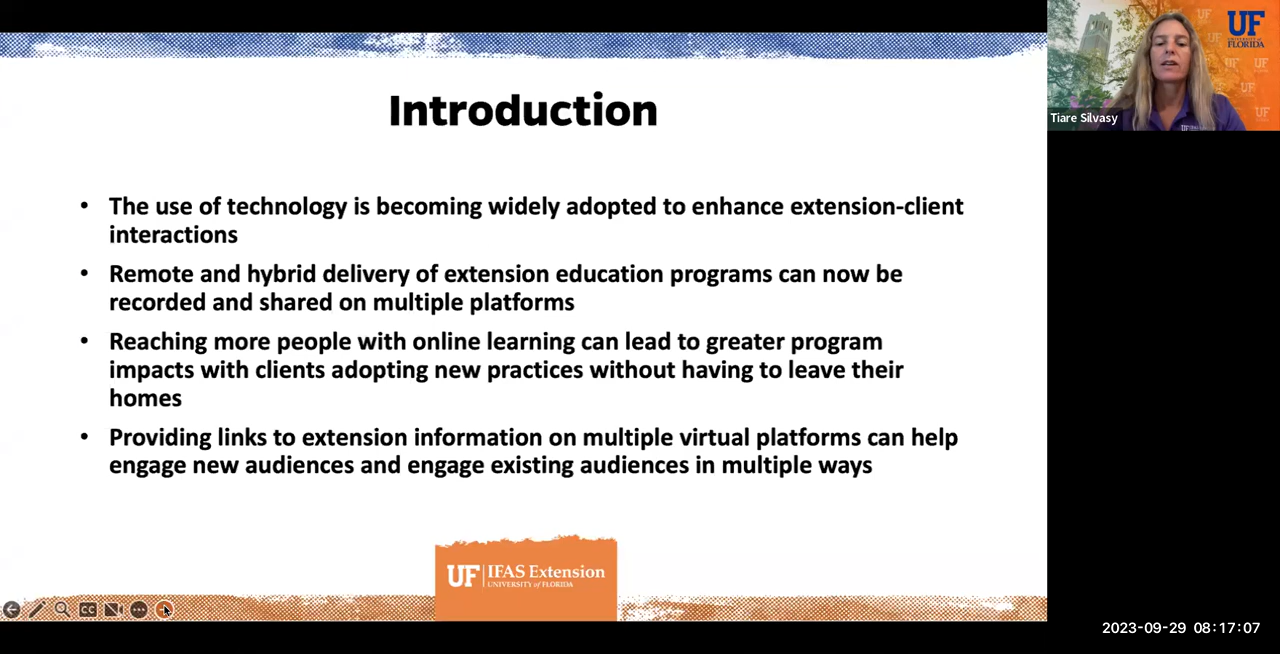 Introduction
• The use of technology is becoming widely adopted to enhance extension-client
interactions
• Remote and hybrid delivery of extension education programs can now be
recorded and shared on multiple platforms
• Reaching more people with online learning can lead to greater program
impacts with clients adopting new practices without having to leave their
homes
• Providing links to extension information on multiple virtual platforms can help
engage new audiences and engage existing audiences in multiple ways
UF | IFAS Extension
UNIVERSITY of FLORIDA
CC
UF
UNIVERSITY of
FLORIDA
Tiare Silvasy
2023-09-29 08:17:07